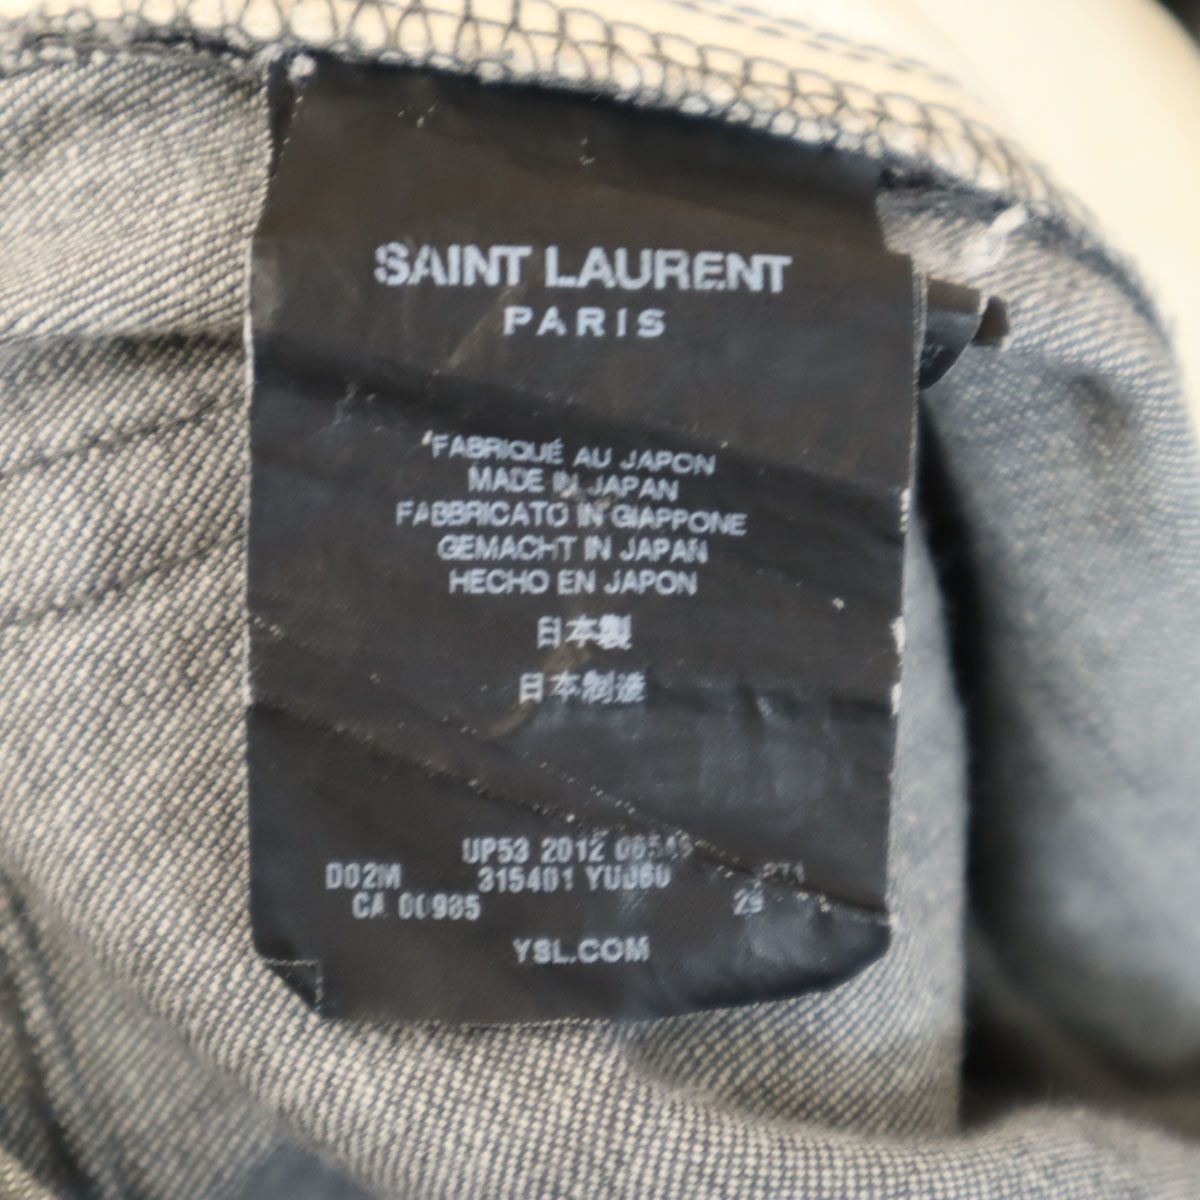 SAINT LAURENT
PARIS
FABRIQUÉ AU JAPON
MADE IN JAPAN
FABBRICATO IN GIAPPONE
GEMACHT IN JAPAN
HECHO EN JAPON
日本製
日本制造
UP53 2012
D02M 315401
CA 00985 29
YSL.COM